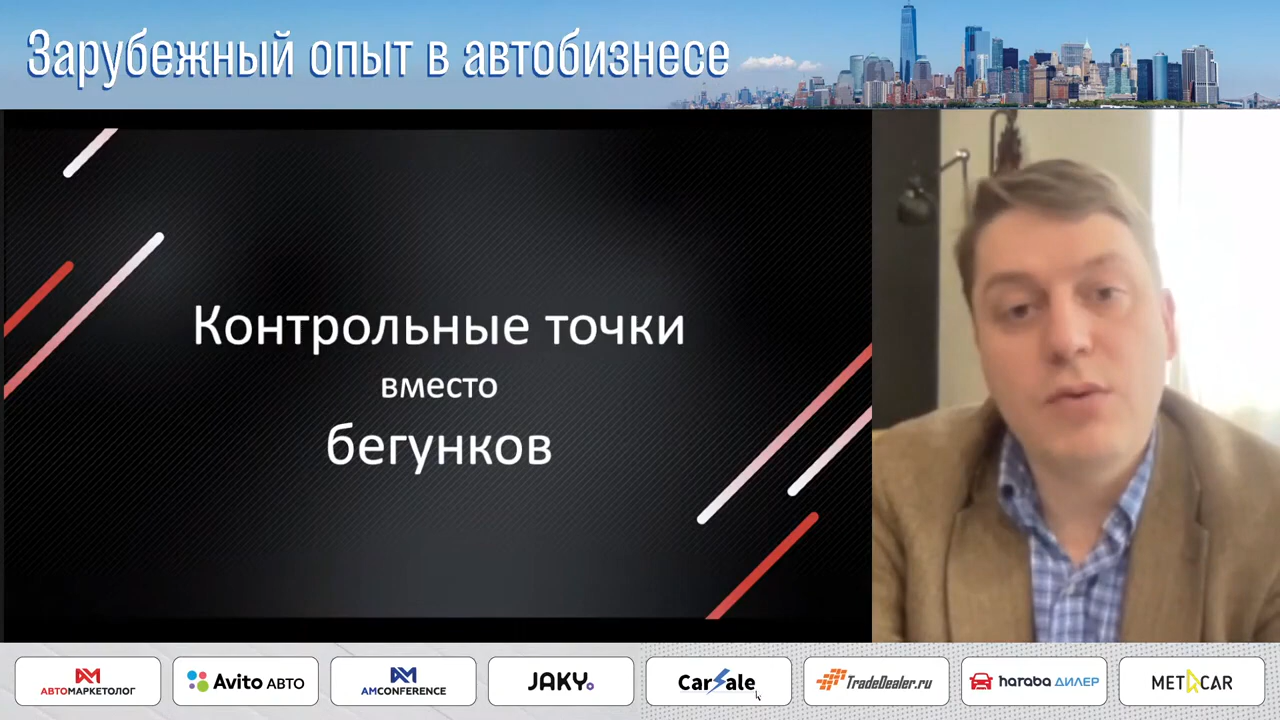 Зарубежный опыт в автобизнесе
Контрольные точки
вместо
бегунков
АВТОМАРКЕТОЛОГ
Avito АВТО
AMCONFERENCE
JAKY
CarSale
TradeDealer.ru
haraba ДИЛЕР
METACAR